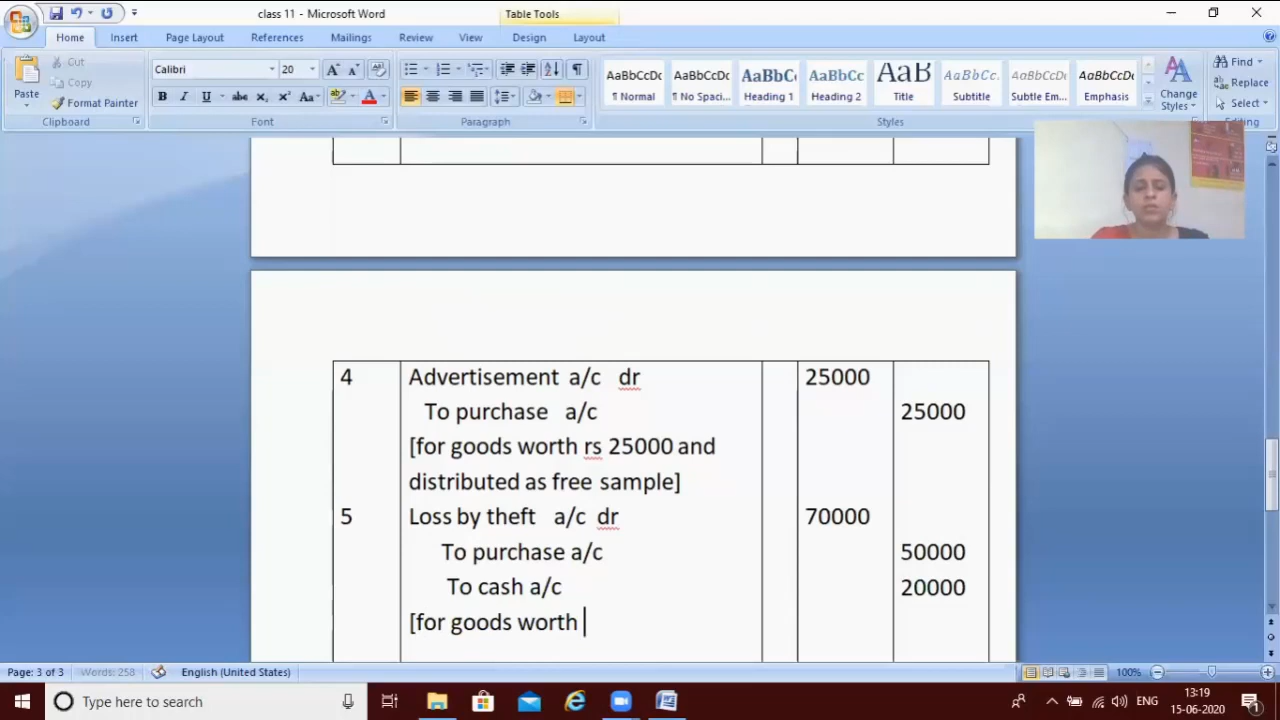 class 11 - Microsoft Word
Table Tools
Home Insert Page Layout References Mailings Review View Design Layout
Cut
Copy
Format Painter
Paste
Calibri 20
AaBbCcDc AaBbCcDc AaBbC AaBbCc AaB AaBbCc. AaBbCcDc AaBbCcDc
¶ Normal ¶ No Spaci... Heading 1 Heading 2 Title Subtitle Subtle Em... Emphasis
Change
Styles
Find
Replace
Select
Clipboard Font Paragraph Styles Editing
4 Advertisement a/c dr 25000
To purchase a/c 25000
[for goods worth rs 25000 and
distributed as free sample]
5 Loss by theft a/c dr 70000
To purchase a/c 50000
To cash a/c 20000
[for goods worth
Page: 3 of 3 Words: 258 English (United States) 100%
Type here to search
ENG
13:19
15-06-2020